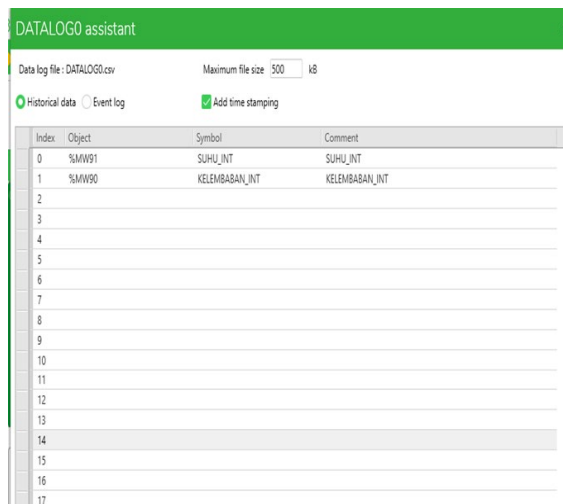 DATALOG0 assistant
Data log file : DATALOG0.csv Maximum file size 500 kB
Historical data Event log Add time stamping
Index Object Symbol Comment
0 %MW91 SUHU_INT SUHU_INT
1 %MW90 KELEMBABAN_INT KELEMBABAN_INT
2
3
4
5
6
7
8
9
10
11
12
13
14
15
16
17